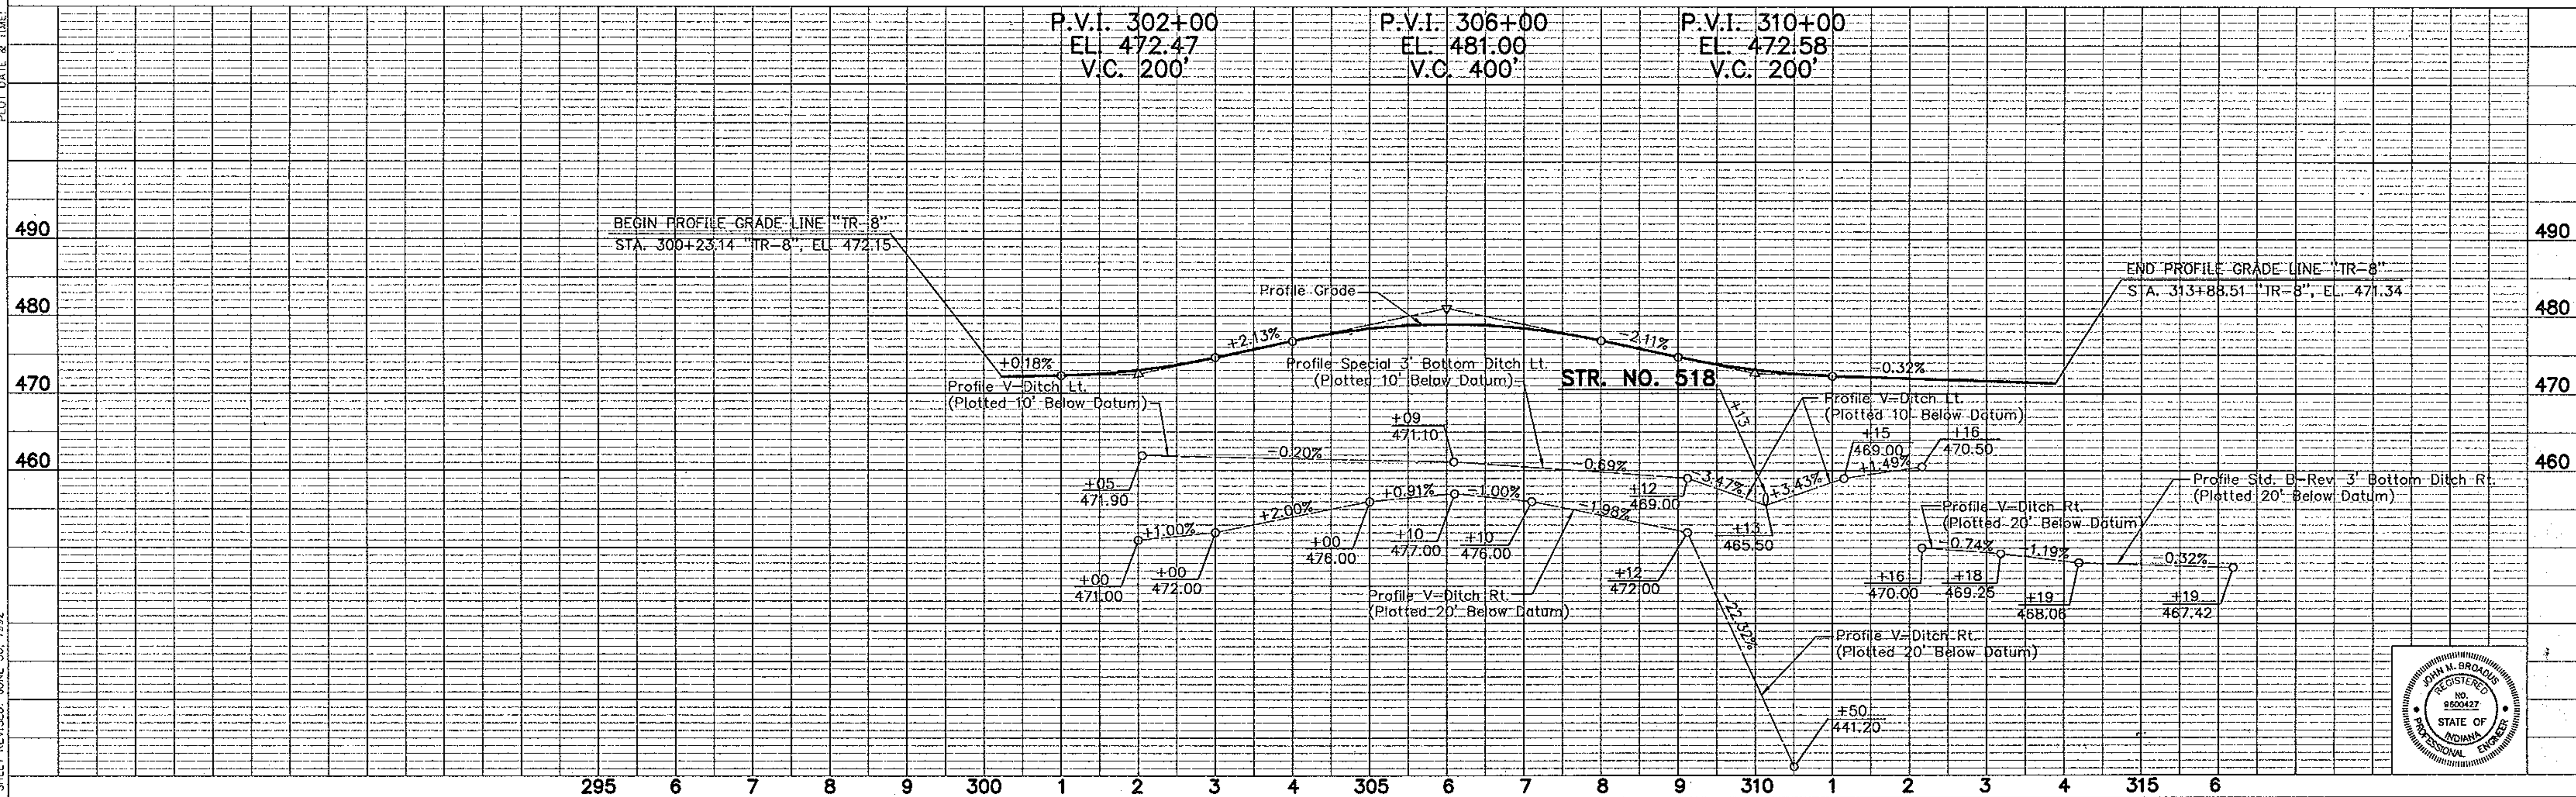 P.V.I. 302+00
EL. 472.47
V.C. 200'
P.V.I. 306+00
EL. 481.00
V.C. 400'
P.V.I. 310+00
EL. 472.58
V.C. 200'
490
480
470
460
490
480
470
460
BEGIN PROFILE GRADE LINE "TR-8"
STA. 300+23.14 "TR-8", EL. 472.15
END PROFILE GRADE LINE "TR-8"
STA. 313+88.51 "TR-8", EL. 471.34
Profile Grade
+0.18%
+2.13%
-2.11%
-0.32%
Profile V-Ditch Lt.
(Plotted 10' Below Datum)
Profile Special 3' Bottom Ditch Lt.
(Plotted 10' Below Datum)
STR. NO. 518
+13
Profile V-Ditch Lt.
(Plotted 10' Below Datum)
+09
471.10
+15
469.00
+16
470.50
-0.20%
-0.69%
-3.47%
+3.43%
+1.49%
+05
471.90
+12
469.00
+13
465.50
Profile Std. B-Rev. 3' Bottom Ditch Rt.
(Plotted 20' Below Datum)
+1.00%
+2.00%
+0.91%
-1.00%
-1.98%
Profile V-Ditch Rt.
(Plotted 20' Below Datum)
-0.74%
-1.19%
-0.32%
+00
471.00
+00
472.00
+00
476.00
+10
477.00
+10
476.00
+12
472.00
+16
470.00
+18
469.25
+19
468.06
+19
467.42
Profile V-Ditch Rt.
(Plotted 20' Below Datum)
-22.32%
Profile V-Ditch Rt.
(Plotted 20' Below Datum)
+50
441.20
295 6 7 8 9 300 1 2 3 4 305 6 7 8 9 310 1 2 3 4 315 6
JOHN M. BROADUS
REGISTERED
NO.
9600427
STATE OF
INDIANA
PROFESSIONAL ENGINEER